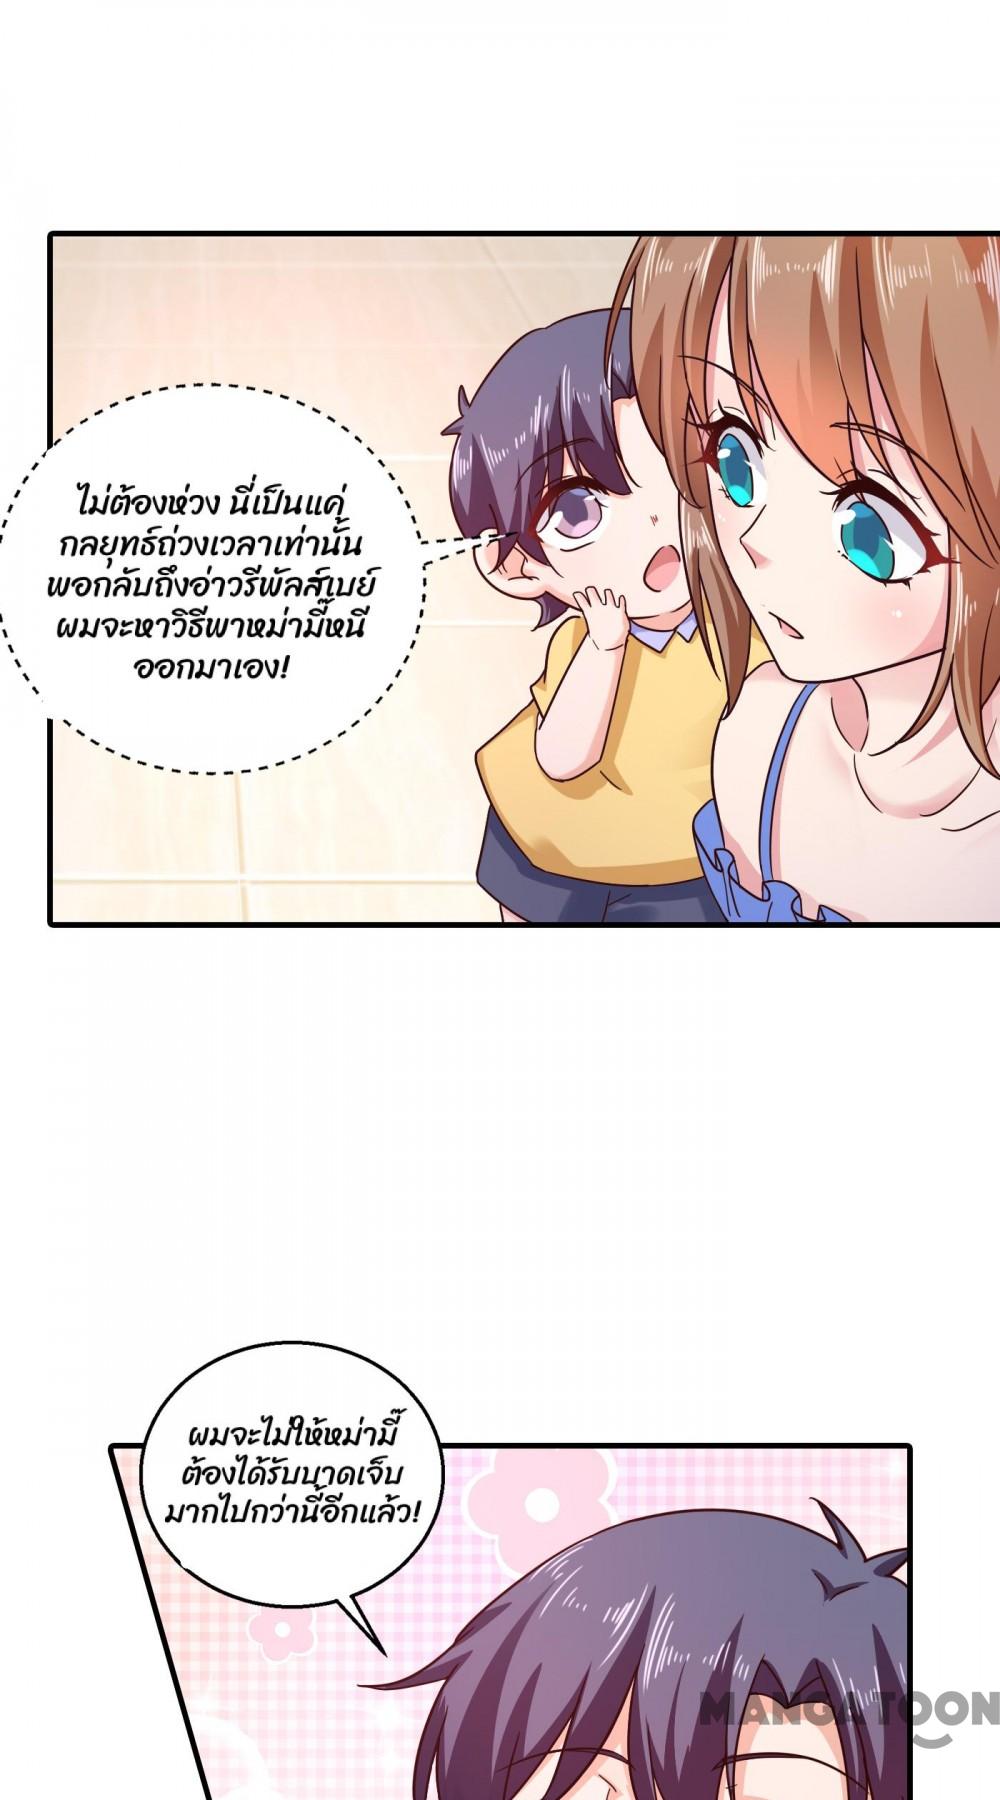 ไม่ต้องห่วง นี่เป็นแค่
กลยุทธ์ถ่วงเวลาเท่านั้น
พอกลับถึงอ่าวรีพัลส์เบย์
ผมจะหาวิธีพาหม่ามี๊หนี
ออกมาเอง!
ผมจะไม่ให้หม่ามี๊
ต้องได้รับบาดเจ็บ
มากไปกว่านี้อีกแล้ว!
MANGATOON